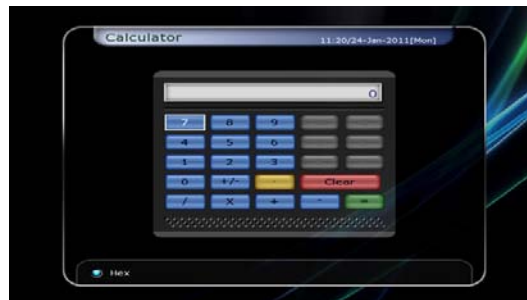 Calculator 11:20/24-Jan-2011[Mon]
0
7 8 9
4 5 6
1 2 3
0 +/- . Clear
/ X + - =
Hex